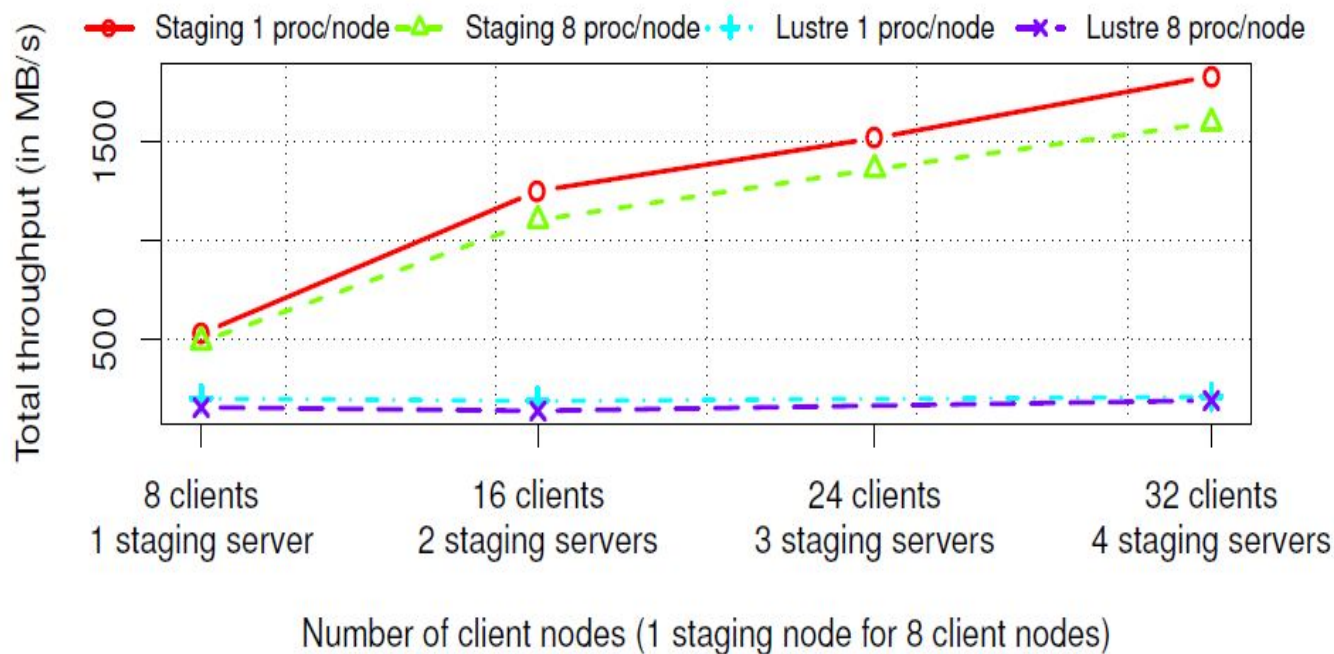 Staging 1 proc/node Staging 8 proc/node Lustre 1 proc/node Lustre 8 proc/node
Total throughput (in MB/s)
1500
500
8 clients 16 clients 24 clients 32 clients
1 staging server 2 staging servers 3 staging servers 4 staging servers
Number of client nodes (1 staging node for 8 client nodes)